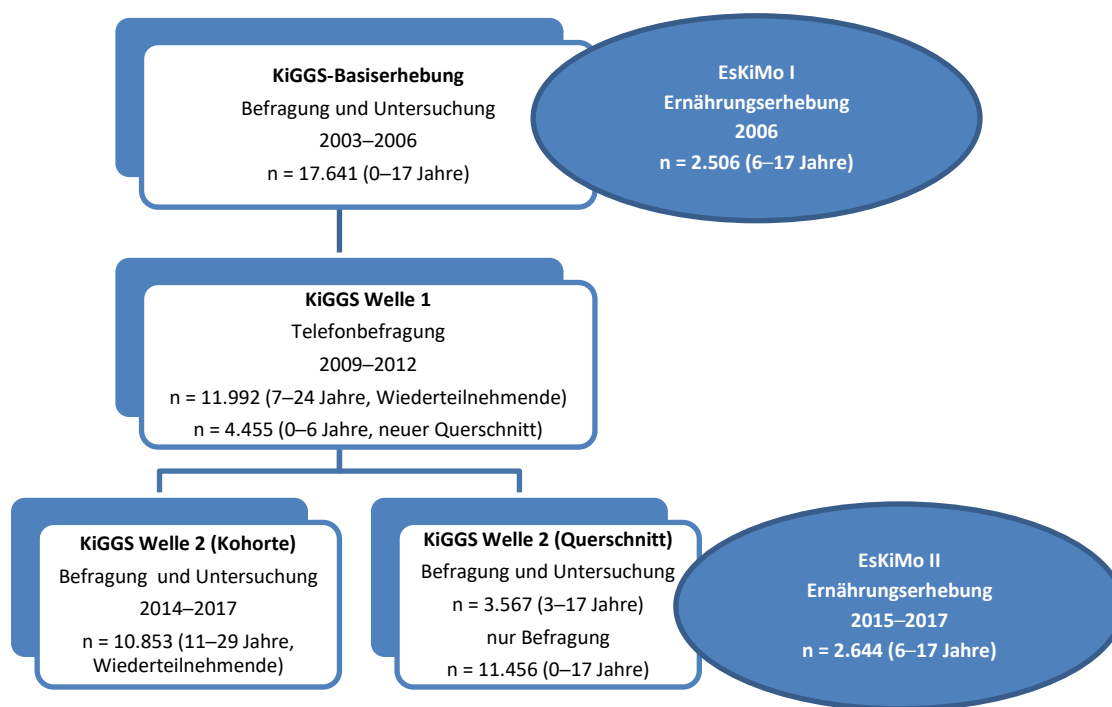 KiGGS-Basiserhebung
Befragung und Untersuchung
2003–2006
n = 17.641 (0–17 Jahre)
EsKiMo I
Ernährungserhebung
2006
n = 2.506 (6–17 Jahre)
KiGGS Welle 1
Telefonbefragung
2009–2012
n = 11.992 (7–24 Jahre, Wiederteilnehmende)
n = 4.455 (0–6 Jahre, neuer Querschnitt)
KiGGS Welle 2 (Kohorte)
Befragung und Untersuchung
2014–2017
n = 10.853 (11–29 Jahre,
Wiederteilnehmende)
KiGGS Welle 2 (Querschnitt)
Befragung und Untersuchung
n = 3.567 (3–17 Jahre)
nur Befragung
n = 11.456 (0–17 Jahre)
EsKiMo II
Ernährungserhebung
2015–2017
n = 2.644 (6–17 Jahre)